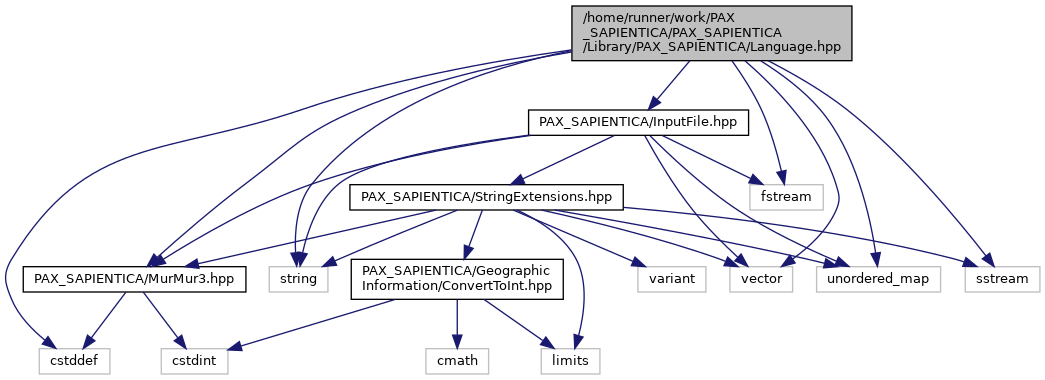 /home/runner/work/PAX
_SAPIENTICA/PAX_SAPIENTICA
/Library/PAX_SAPIENTICA/Language.hpp
PAX_SAPIENTICA/InputFile.hpp
PAX_SAPIENTICA/StringExtensions.hpp
fstream
PAX_SAPIENTICA/MurMur3.hpp
string
PAX_SAPIENTICA/Geographic
Information/ConvertToInt.hpp
variant
vector
unordered_map
sstream
cstddef
cstdint
cmath
limits